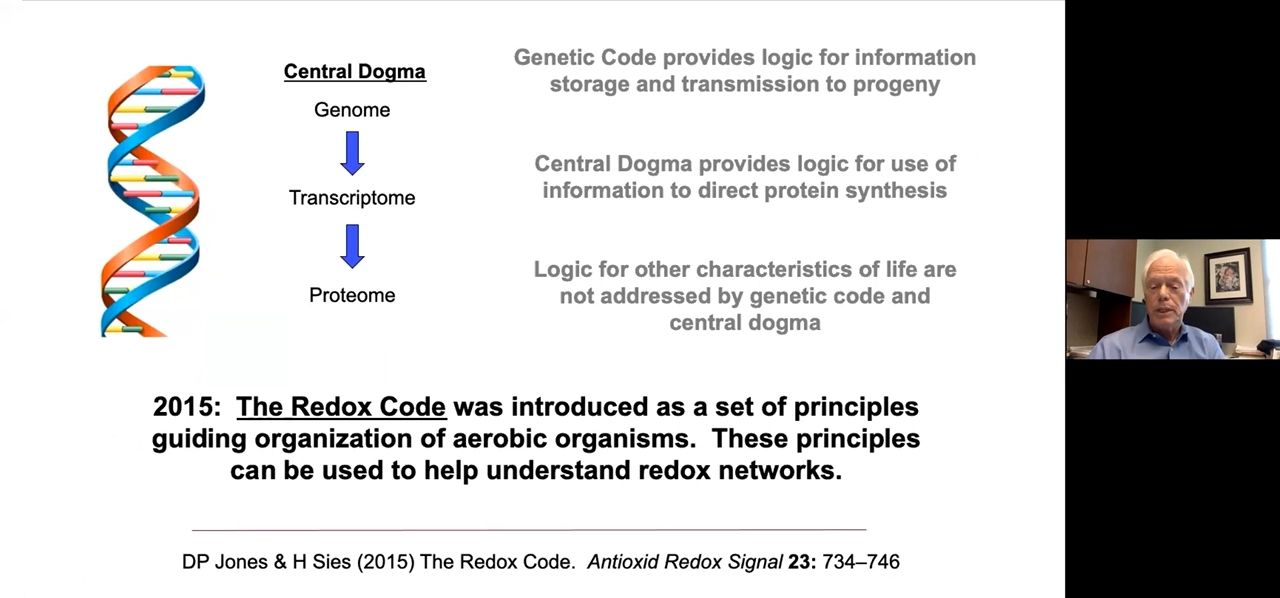 Central Dogma
Genome
Transcriptome
Proteome
Genetic Code provides logic for information
storage and transmission to progeny
Central Dogma provides logic for use of
information to direct protein synthesis
Logic for other characteristics of life are
not addressed by genetic code and
central dogma
2015: The Redox Code was introduced as a set of principles
guiding organization of aerobic organisms. These principles
can be used to help understand redox networks.
DP Jones & H Sies (2015) The Redox Code. Antioxid Redox Signal 23: 734–746